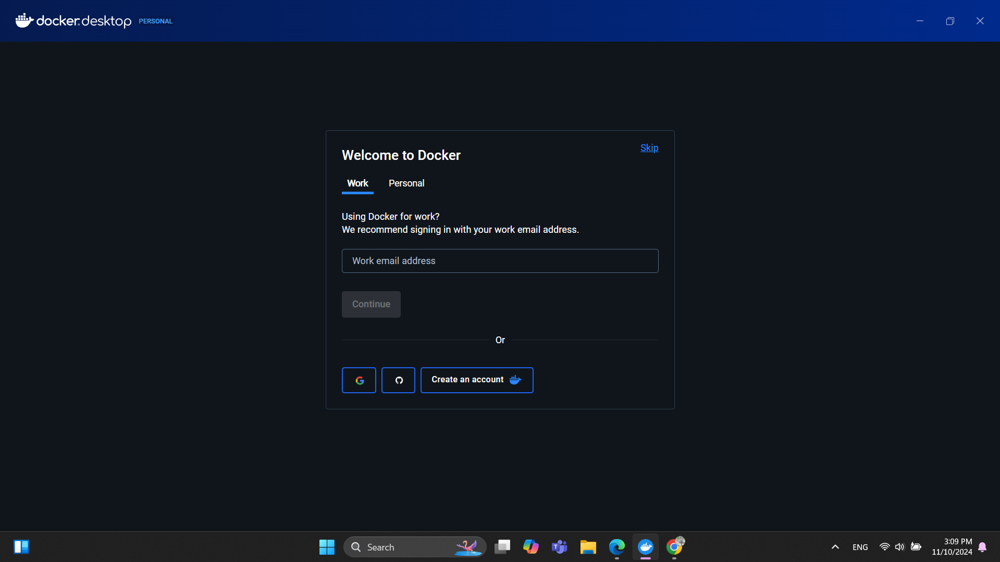 docker.desktop PERSONAL
Skip
Welcome to Docker
Work Personal
Using Docker for work?
We recommend signing in with your work email address.
Work email address
Continue
Or
Create an account
Search
ENG
3:09 PM
11/10/2024